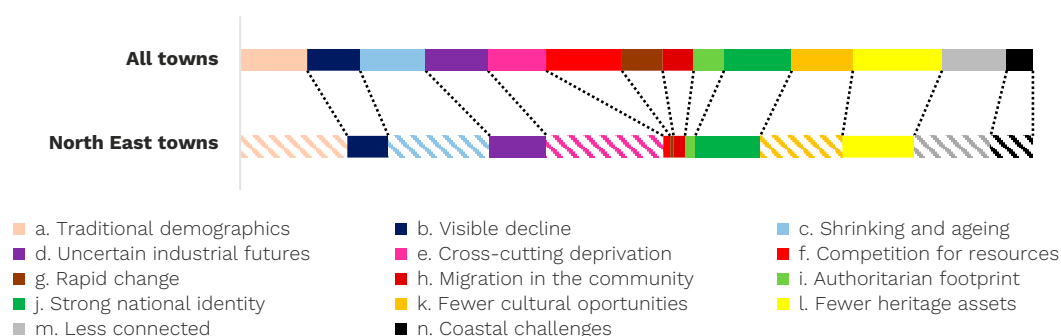 All towns
North East towns
a. Traditional demographics
b. Visible decline
c. Shrinking and ageing
d. Uncertain industrial futures
e. Cross-cutting deprivation
f. Competition for resources
g. Rapid change
h. Migration in the community
i. Authoritarian footprint
j. Strong national identity
k. Fewer cultural oportunities
l. Fewer heritage assets
m. Less connected
n. Coastal challenges